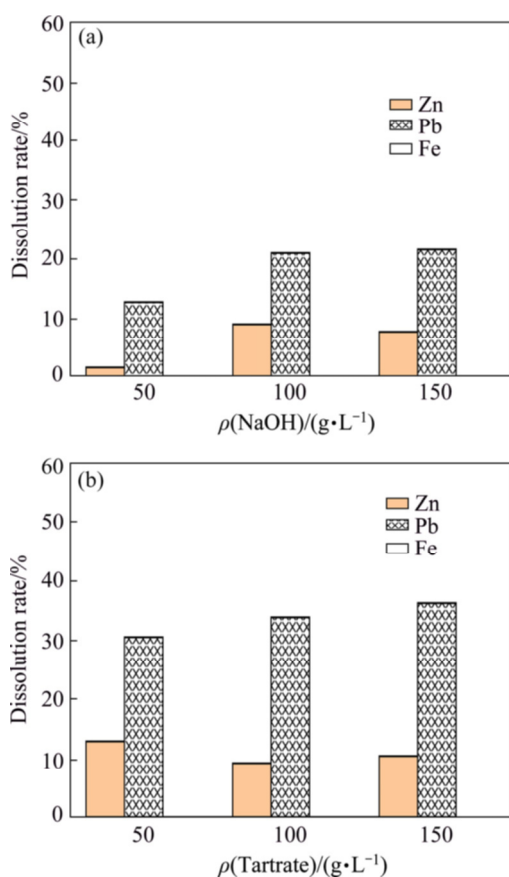 60
(a)
50
Zn
Pb
Fe
40
30
20
10
0
Dissolution rate/%
50 100 150
ρ(NaOH)/(g•L⁻¹)
60
(b)
50
Zn
Pb
Fe
40
30
20
10
0
Dissolution rate/%
50 100 150
ρ(Tartrate)/(g•L⁻¹)